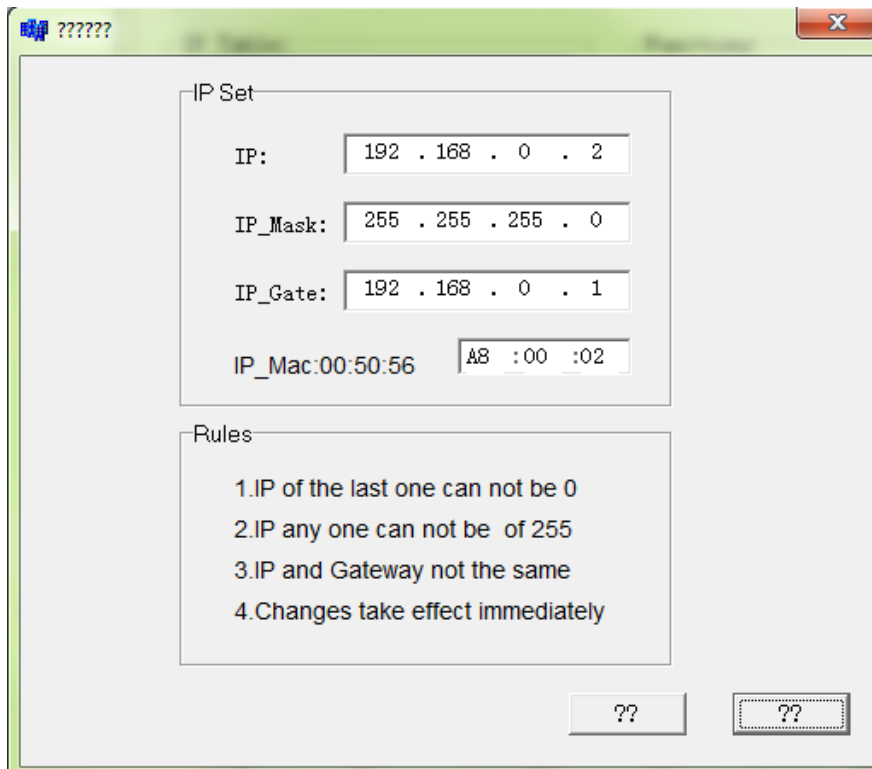 ??????
IP Set
IP: 192 . 168 . 0 . 2
IP_Mask: 255 . 255 . 255 . 0
IP_Gate: 192 . 168 . 0 . 1
IP_Mac:00:50:56 A8 :00 :02
Rules
1.IP of the last one can not be 0
2.IP any one can not be of 255
3.IP and Gateway not the same
4.Changes take effect immediately
?? ??